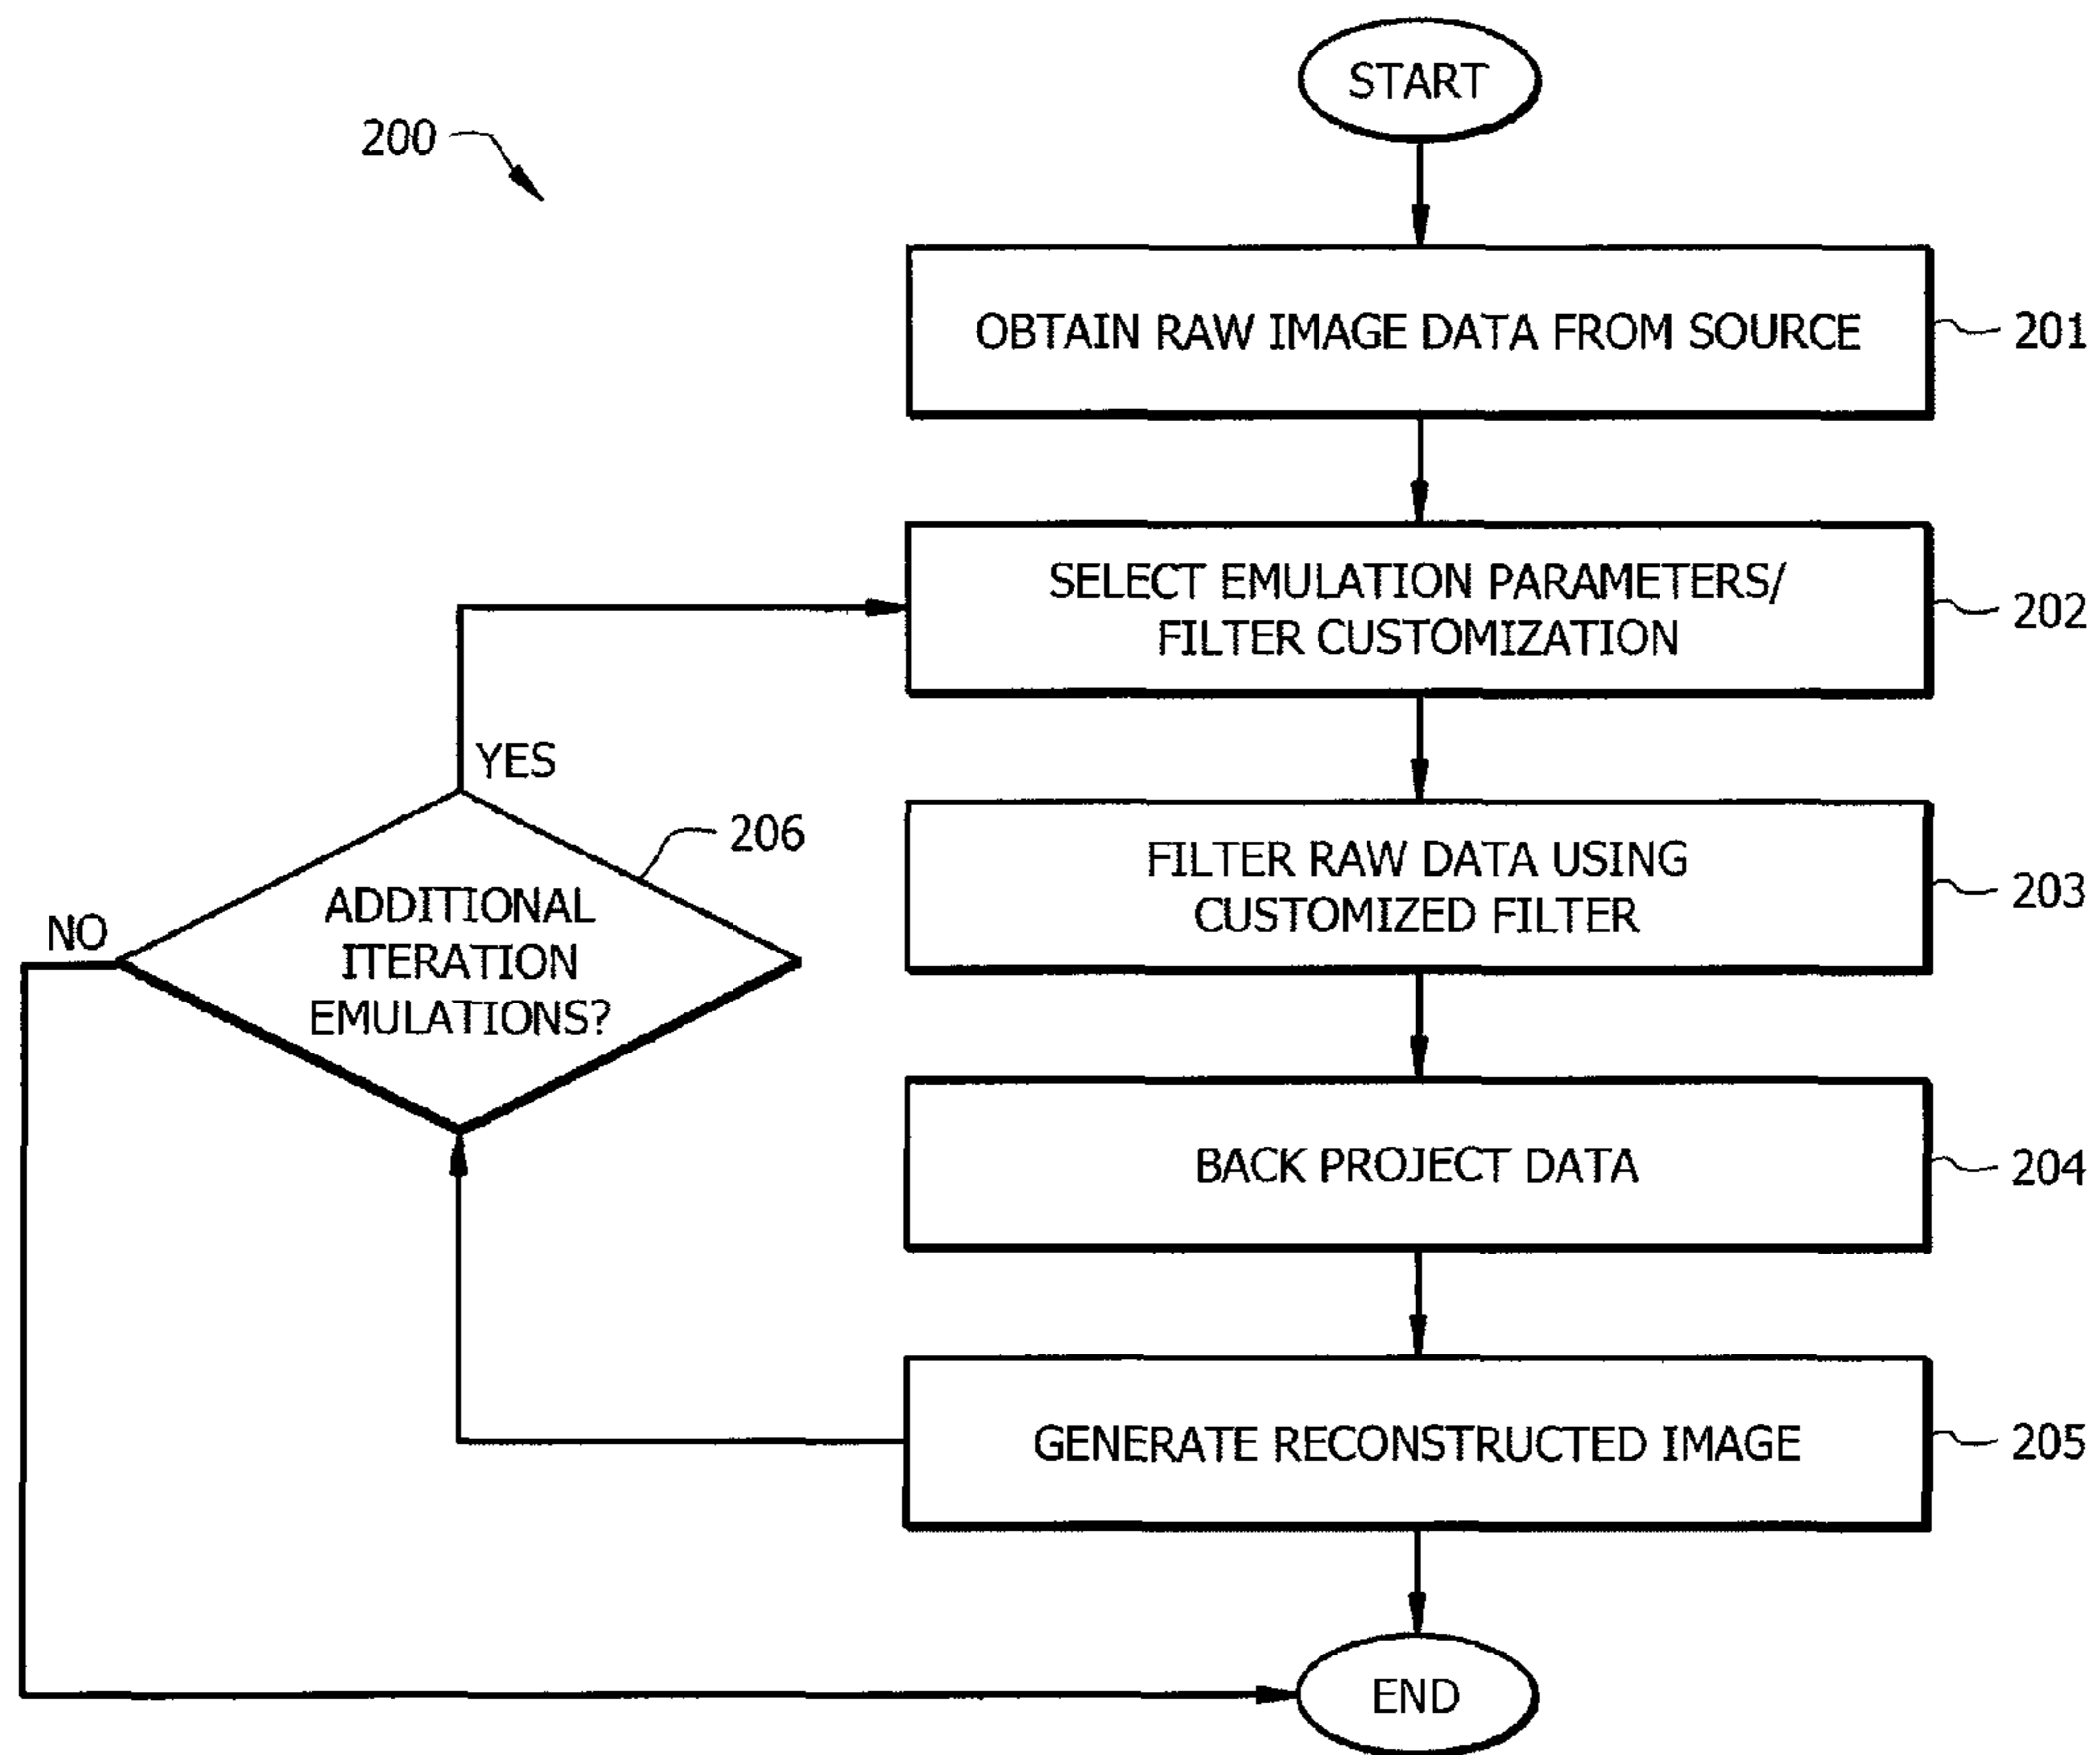 START
200
OBTAIN RAW IMAGE DATA FROM SOURCE
201
SELECT EMULATION PARAMETERS/
FILTER CUSTOMIZATION
202
YES
206
FILTER RAW DATA USING
CUSTOMIZED FILTER
203
NO
ADDITIONAL
ITERATION
EMULATIONS?
BACK PROJECT DATA
204
GENERATE RECONSTRUCTED IMAGE
205
END